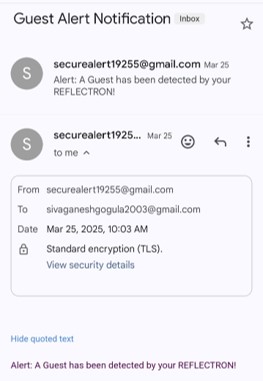 Guest Alert Notification Inbox
S
securealert19255@gmail.com Mar 25
Alert: A Guest has been detected by your
REFLECTRON!
S
securealert1925... Mar 25
to me
From securealert19255@gmail.com
To sivaganeshgogula2003@gmail.com
Date Mar 25, 2025, 10:03 AM
Standard encryption (TLS).
View security details
Hide quoted text
Alert: A Guest has been detected by your REFLECTRON!